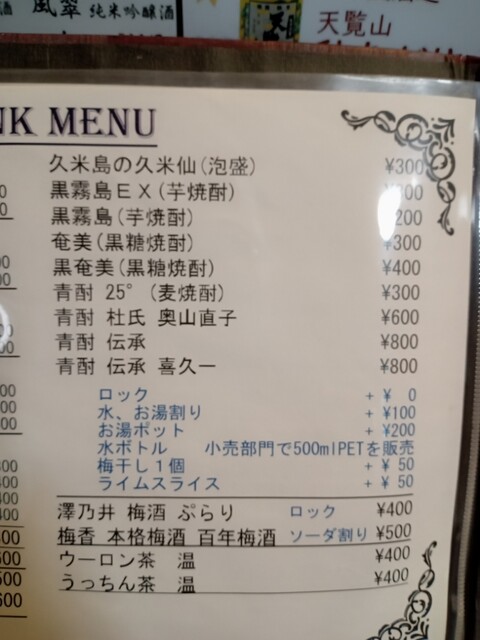 風翠 純米吟醸酒
天覧山
NK MENU
久米島の久米仙(泡盛) ¥300
黒霧島EX(芋焼酎) 00
黒霧島(芋焼酎) 200
奄美(黒糖焼酎) ¥300
黒奄美(黒糖焼酎) ¥400
青酎 25°(麦焼酎) ¥300
青酎 杜氏 奥山直子 ¥600
青酎 伝承 ¥800
青酎 伝承 喜久一 ¥800
ロック +¥ 0
水、お湯割り +¥100
お湯ポット +¥200
水ボトル 小売部門で500mlPETを販売
梅干し1個 +¥ 50
ライムスライス +¥ 50
澤乃井 梅酒 ぷらり ロック ¥400
梅香 本格梅酒 百年梅酒 ソーダ割り ¥500
ウーロン茶 温 ¥400
うっちん茶 温 ¥400